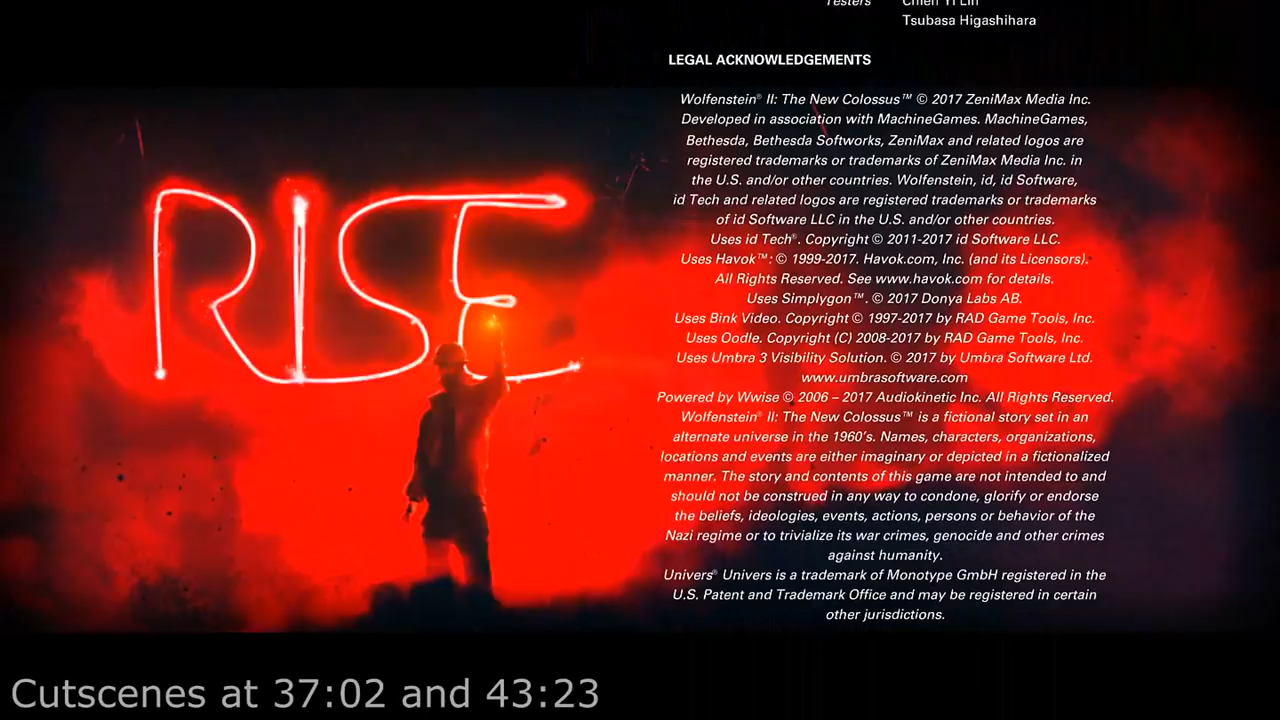 Testers Chien Yi Lin
Tsubasa Higashihara
LEGAL ACKNOWLEDGEMENTS
Wolfenstein® II: The New Colossus™ © 2017 ZeniMax Media Inc.
Developed in association with MachineGames. MachineGames,
Bethesda, Bethesda Softworks, ZeniMax and related logos are
registered trademarks or trademarks of ZeniMax Media Inc. in
the U.S. and/or other countries. Wolfenstein, id, id Software,
id Tech and related logos are registered trademarks or trademarks
of id Software LLC in the U.S. and/or other countries.
Uses id Tech®. Copyright © 2011-2017 id Software LLC.
Uses Havok™: © 1999-2017. Havok.com, Inc. (and its Licensors).
All Rights Reserved. See www.havok.com for details.
Uses Simplygon™. © 2017 Donya Labs AB.
Uses Bink Video. Copyright © 1997-2017 by RAD Game Tools, Inc.
Uses Oodle. Copyright (C) 2008-2017 by RAD Game Tools, Inc.
Uses Umbra 3 Visibility Solution. © 2017 by Umbra Software Ltd.
www.umbrasoftware.com
Powered by Wwise © 2006 – 2017 Audiokinetic Inc. All Rights Reserved.
Wolfenstein® II: The New Colossus™ is a fictional story set in an
alternate universe in the 1960's. Names, characters, organizations,
locations and events are either imaginary or depicted in a fictionalized
manner. The story and contents of this game are not intended to and
should not be construed in any way to condone, glorify or endorse
the beliefs, ideologies, events, actions, persons or behavior of the
Nazi regime or to trivialize its war crimes, genocide and other crimes
against humanity.
Univers® Univers is a trademark of Monotype GmbH registered in the
U.S. Patent and Trademark Office and may be registered in certain
other jurisdictions.
RISE
Cutscenes at 37:02 and 43:23